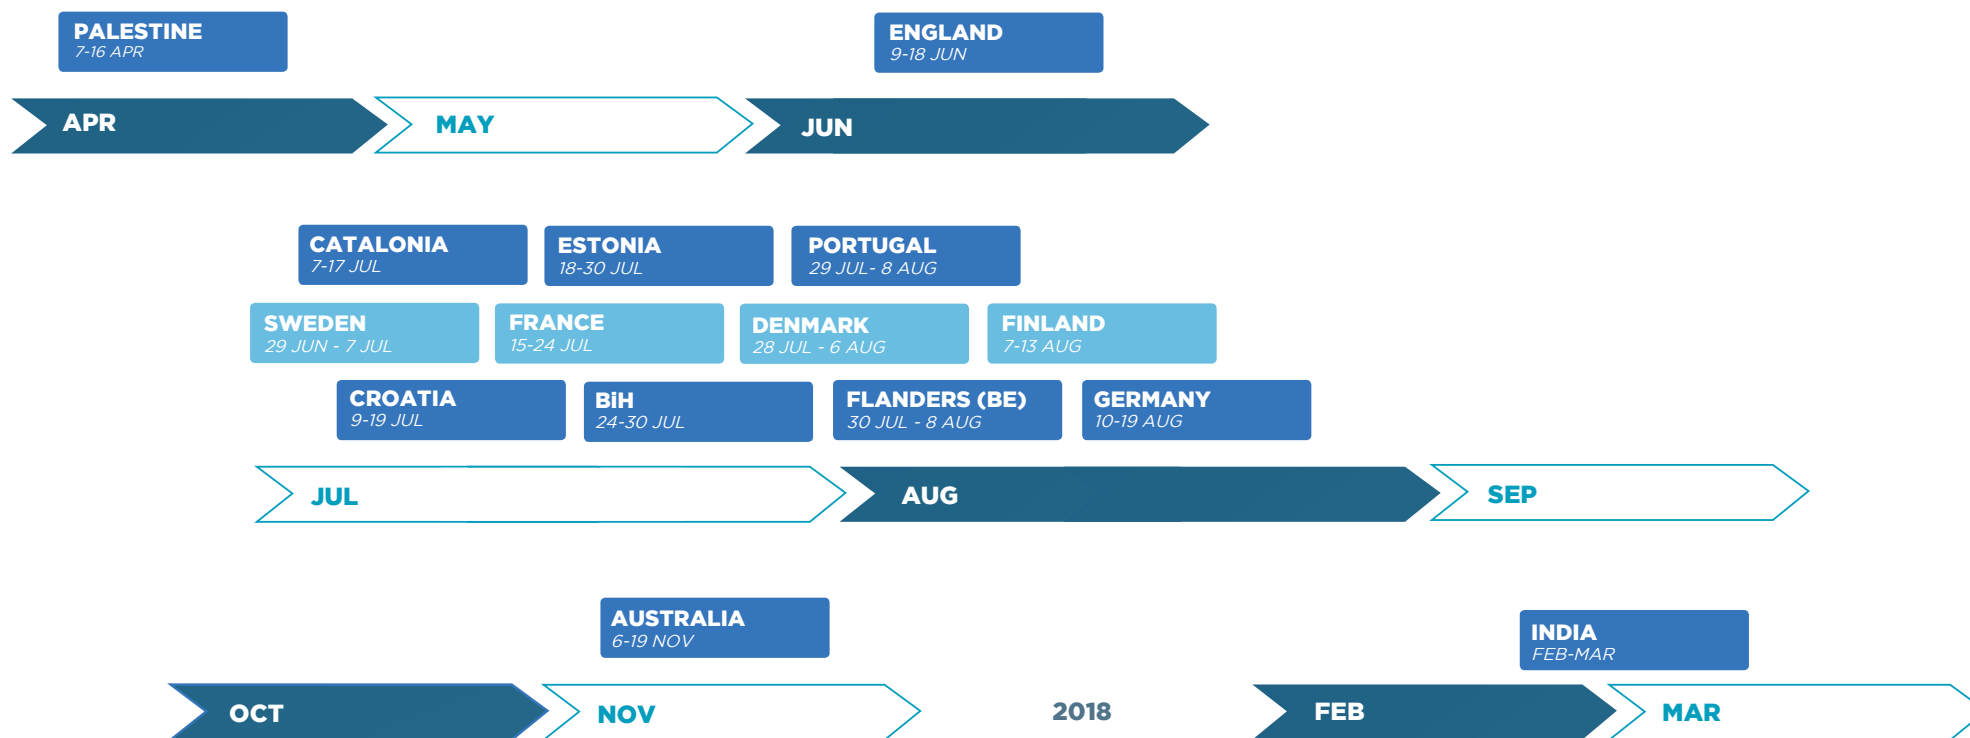 PALESTINE
7-16 APR
ENGLAND
9-18 JUN
APR
MAY
JUN
CATALONIA
7-17 JUL
ESTONIA
18-30 JUL
PORTUGAL
29 JUL- 8 AUG
SWEDEN
29 JUN - 7 JUL
FRANCE
15-24 JUL
DENMARK
28 JUL - 6 AUG
FINLAND
7-13 AUG
CROATIA
9-19 JUL
BiH
24-30 JUL
FLANDERS (BE)
30 JUL - 8 AUG
GERMANY
10-19 AUG
JUL
AUG
SEP
AUSTRALIA
6-19 NOV
INDIA
FEB-MAR
OCT
NOV
2018
FEB
MAR